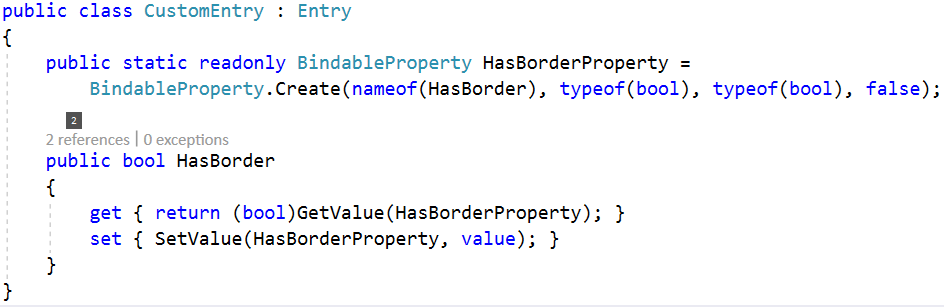 public class CustomEntry : Entry
{
public static readonly BindableProperty HasBorderProperty =
BindableProperty.Create(nameof(HasBorder), typeof(bool), typeof(bool), false);
2
2 references | 0 exceptions
public bool HasBorder
{
get { return (bool)GetValue(HasBorderProperty); }
set { SetValue(HasBorderProperty, value); }
}
}